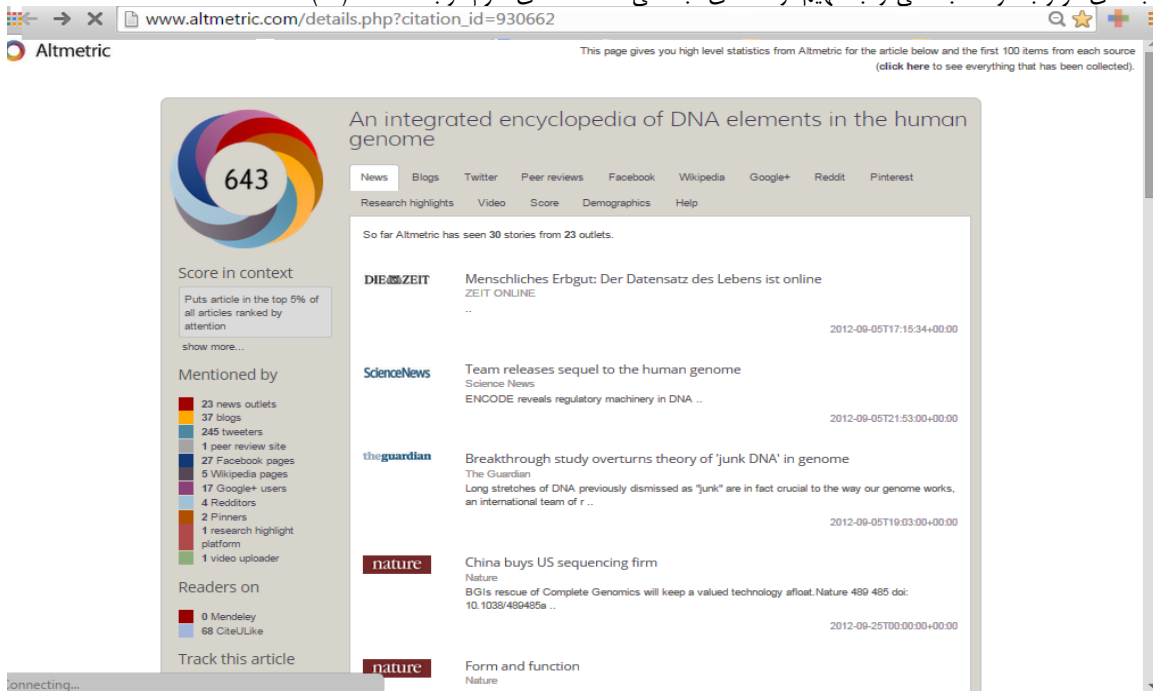 www.altmetric.com/details.php?citation_id=930662
Altmetric
This page gives you high level statistics from Altmetric for the article below and the first 100 items from each source
(click here to see everything that has been collected).
643
An integrated encyclopedia of DNA elements in the human
genome
News Blogs Twitter Peer reviews Facebook Wikipedia Google+ Reddit Pinterest
Research highlights Video Score Demographics Help
So far Altmetric has seen 30 stories from 23 outlets.
Score in context
Puts article in the top 5% of
all articles ranked by
attention
show more...
Mentioned by
23 news outlets
37 blogs
245 tweeters
1 peer review site
27 Facebook pages
5 Wikipedia pages
17 Google+ users
4 Redditors
2 Pinners
1 research highlight
platform
1 video uploader
Readers on
0 Mendeley
68 CiteULike
Track this article
DIE ZEIT
Menschliches Erbgut: Der Datensatz des Lebens ist online
ZEIT ONLINE
..
2012-09-05T17:15:34+00:00
ScienceNews
Team releases sequel to the human genome
Science News
ENCODE reveals regulatory machinery in DNA ..
2012-09-05T21:53:00+00:00
theguardian
Breakthrough study overturns theory of 'junk DNA' in genome
The Guardian
Long stretches of DNA previously dismissed as "junk" are in fact crucial to the way our genome works,
an international team of r ..
2012-09-05T19:03:00+00:00
nature
China buys US sequencing firm
Nature
BGIs rescue of Complete Genomics will keep a valued technology afloat.Nature 489 485 doi:
10.1038/489485a ..
2012-09-25T00:00:00+00:00
nature
Form and function
Nature
Connecting...